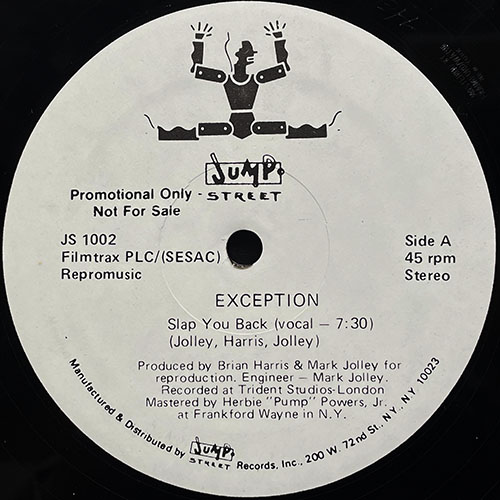 JUMP
STREET
Promotional Only -
Not For Sale
JS 1002
Filmtrax PLC/(SESAC)
Repromusic
Side A
45 rpm
Stereo
EXCEPTION
Slap You Back (vocal — 7:30)
(Jolley, Harris, Jolley)
Produced by Brian Harris & Mark Jolley for
reproduction. Engineer — Mark Jolley.
Recorded at Trident Studios-London
Mastered by Herbie "Pump" Powers, Jr.
at Frankford Wayne in N.Y.
Manufactured & Distributed by JUMP STREET Records, Inc., 200 W. 72nd St., N.Y., NY 10023